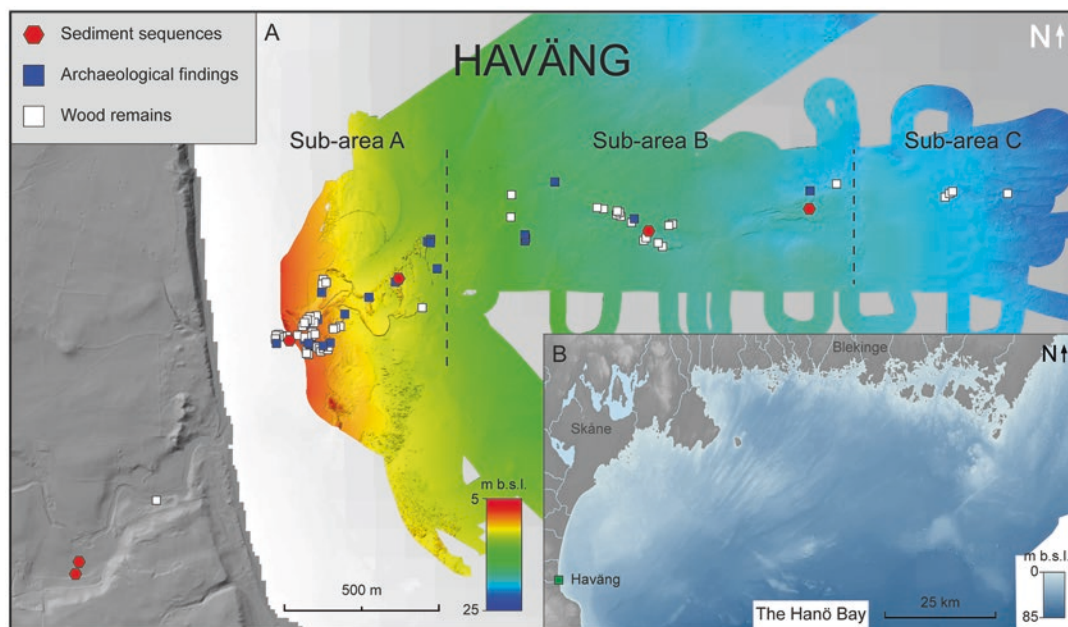 Sediment sequences
Archaeological findings
Wood remains
A
HAVÄNG
N
Sub-area A
Sub-area B
Sub-area C
m b.s.l.
5
25
500 m
B
Blekinge
N
Skåne
Haväng
m b.s.l.
0
85
The Hanö Bay
25 km